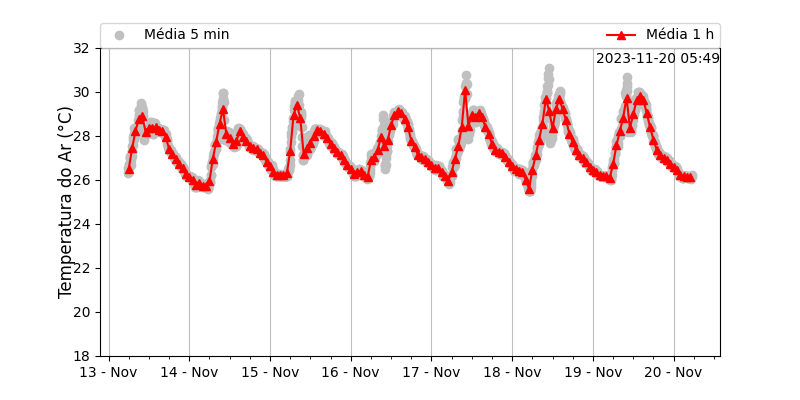 Média 5 min
Média 1 h
2023-11-20 05:49
Temperatura do Ar (°C)
32
30
28
26
24
22
20
18
13 - Nov
14 - Nov
15 - Nov
16 - Nov
17 - Nov
18 - Nov
19 - Nov
20 - Nov